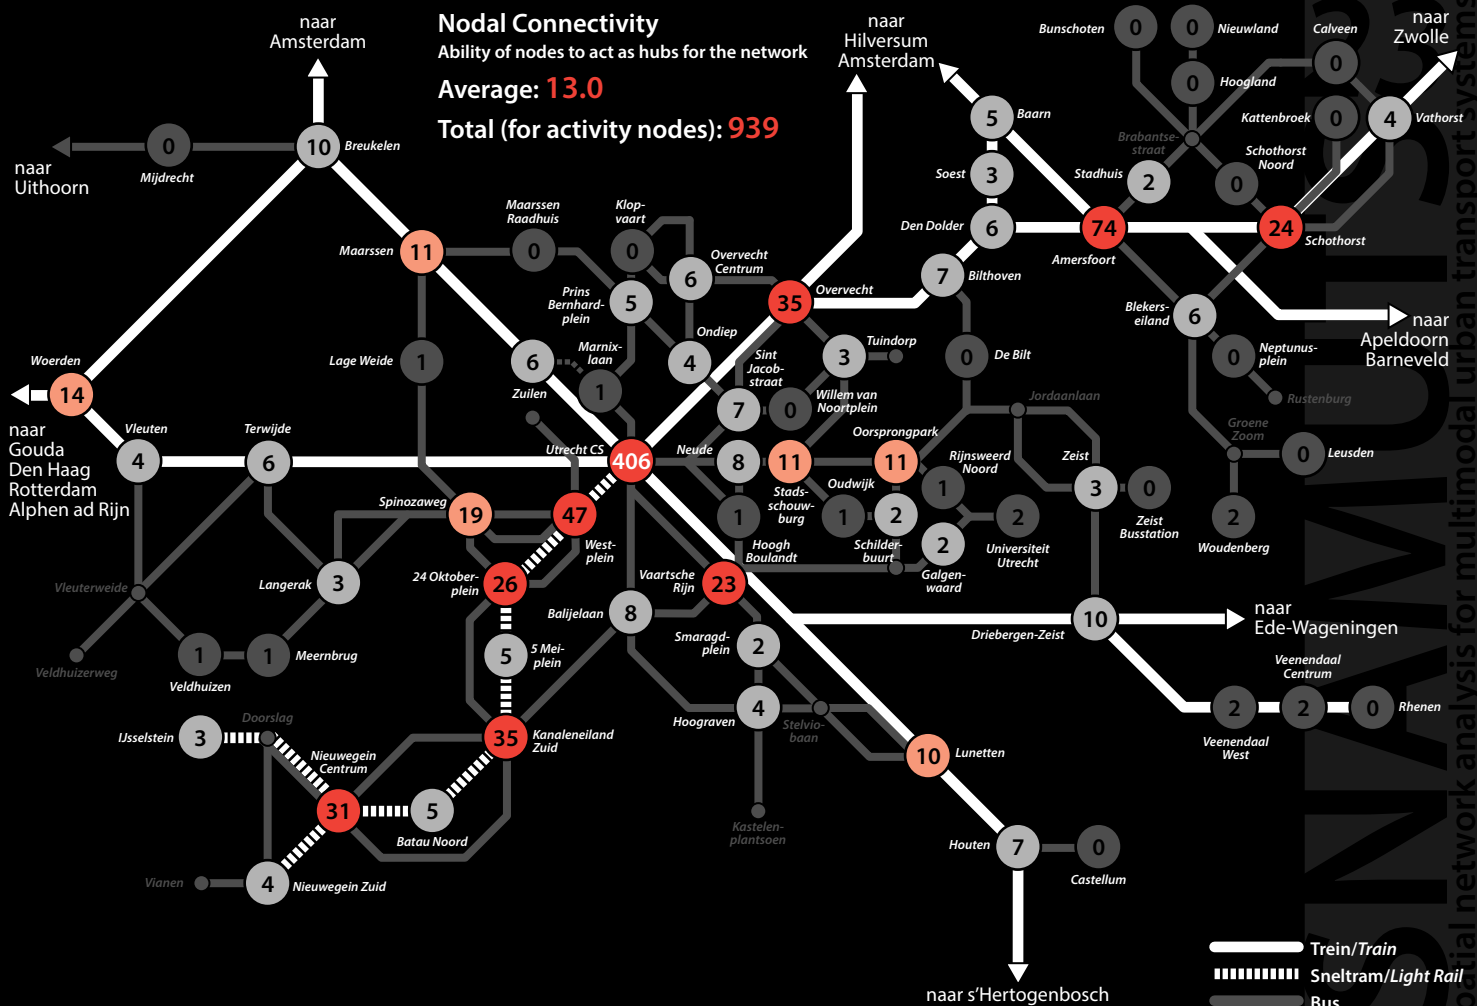 Nodal Connectivity
Ability of nodes to act as hubs for the network
Average: 13.0
Total (for activity nodes): 939
naar
Amsterdam
naar
Hilversum
Amsterdam
naar
Zwolle
naar
Uithoorn
0
Mijdrecht
10
Breukelen
Bunschoten
0
0
Nieuwland
Calveen
0
0
Hoogland
Kattenbroek
0
4
Vathorst
Brabantse-
straat
Schothorst
Noord
0
Stadhuis
2
5
Baarn
Soest
3
Den Dolder
6
74
Amersfoort
24
Schothorst
Maarssen
11
Maarssen
Raadhuis
0
Klop-
vaart
0
Overvecht
Centrum
6
Prins
Bernhard-
plein
5
35
Overvecht
7
Bilthoven
Blekers-
eiland
6
naar
Apeldoorn
Barneveld
0
Neptunus-
plein
Rustenburg
Lage Weide
1
6
Zuilen
Marnix-
laan
1
Ondiep
4
Sint
Jacob-
straat
7
3
Tuindorp
0
Willem van
Noortplein
0
De Bilt
Jordaanlaan
Woerden
14
naar
Gouda
Den Haag
Rotterdam
Alphen ad Rijn
Vleuten
4
Terwijde
6
Utrecht CS
406
Neude
8
11
Stads-
schouw-
burg
Oorsprongpark
11
Oudwijk
1
Rijnsweerd
Noord
1
Zeist
3
0
Zeist
Busstation
Groene
Zoom
0
Leusden
2
Woudenberg
Spinozaweg
19
47
West-
plein
1
Hoogh
Boulandt
2
Schilder-
buurt
2
Galgen-
waard
2
Universiteit
Utrecht
Vleuterweide
Langerak
3
24 Oktober-
plein
26
Vaartsche
Rijn
23
Balijelaan
8
Smaragd-
plein
2
Driebergen-Zeist
10
naar
Ede-Wageningen
Veldhuizerweg
1
Veldhuizen
1
Meernbrug
5
5 Mei-
plein
Veenendaal
Centrum
2
Veenendaal
West
2
0
Rhenen
IJsselstein
3
Doorslag
Nieuwegein
Centrum
31
35
Kanaleneiland
Zuid
Hoograven
4
Stelvio-
baan
10
Lunetten
5
Batau Noord
Kastelen-
plantsoen
Vianen
4
Nieuwegein Zuid
Houten
7
0
Castellum
naar s'Hertogenbosch
Trein/Train
Sneltram/Light Rail
Bus
SNAMUTS
spatial network analysis for multimodal urban transport systems